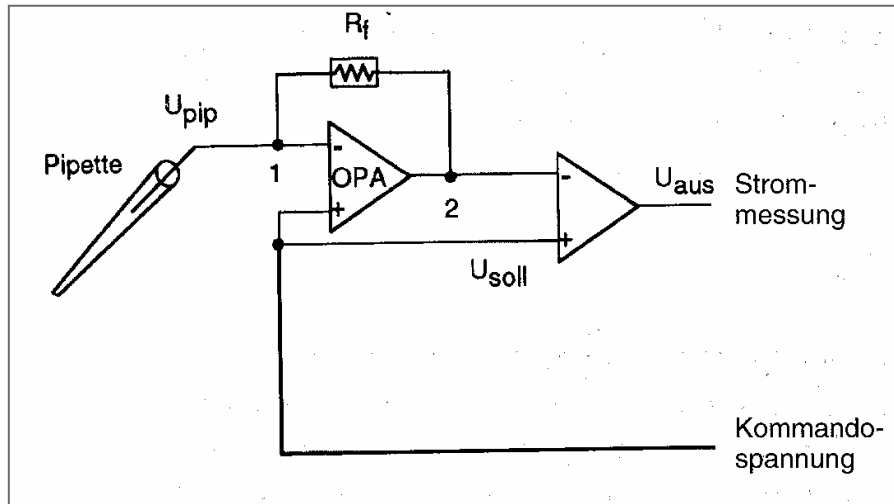 Rf
Upip
Pipette
1
-
OPA
+
2
-
+
Uaus
Strom-
messung
Usoll
Kommando-
spannung